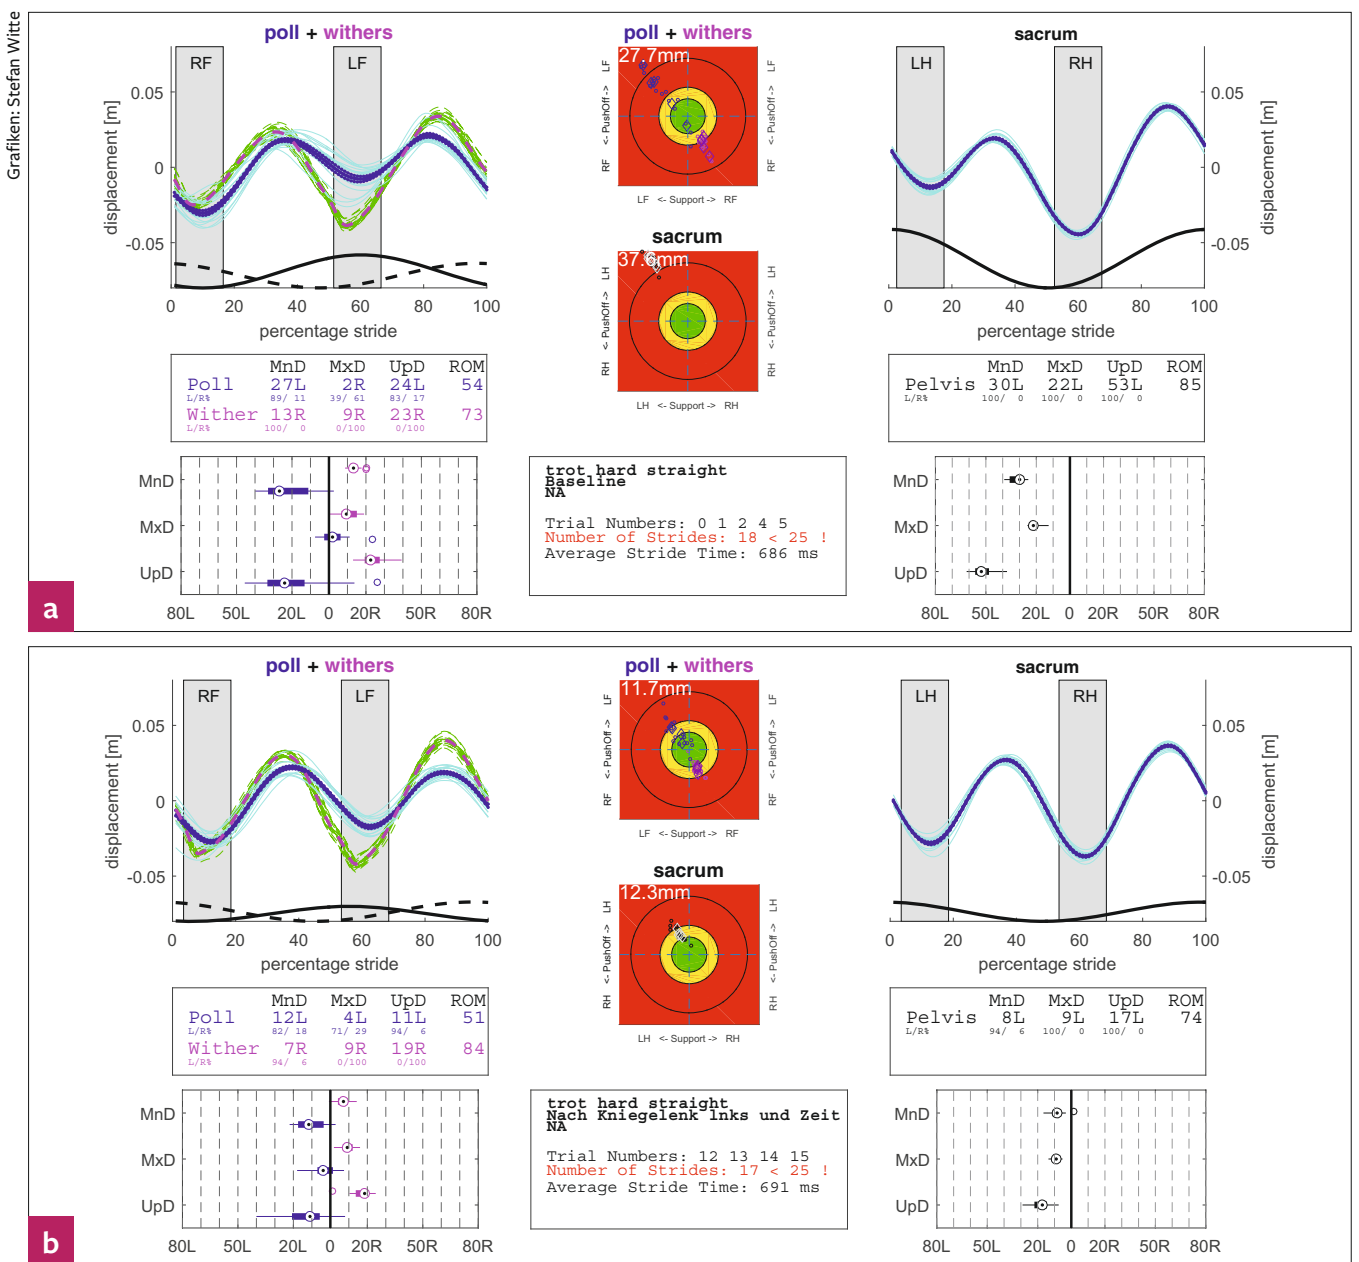 Grafiken: Stefan Witte
poll + withers
RF
LF
0.05
0
-0.05
displacement [m]
0 20 40 60 80 100
percentage stride
poll + withers
27.7mm
RF <- PushOff -> LF
RF <- PushOff -> LF
LF <- Support -> RF
sacrum
37.6mm
RH <- PushOff -> LH
RH <- PushOff -> LH
LH <- Support -> RH
sacrum
LH
RH
0.05
0
-0.05
displacement [m]
0 20 40 60 80 100
percentage stride
MnD MxD UpD ROM
Poll 27L 2R 24L 54
L/R% 89/ 11 39/ 61 83/ 17
Wither 13R 9R 23R 73
L/R% 100/ 0 0/100 0/100
MnD MxD UpD ROM
Pelvis 30L 22L 53L 85
L/R% 100/ 0 100/ 0 100/ 0
MnD
MxD
UpD
80L 50L 20L 0 20R 50R 80R
trot hard straight
Baseline
NA
Trial Numbers: 0 1 2 4 5
Number of Strides: 18 < 25 !
Average Stride Time: 686 ms
MnD
MxD
UpD
80L 50L 20L 0 20R 50R 80R
a
poll + withers
RF
LF
0.05
0
-0.05
displacement [m]
0 20 40 60 80 100
percentage stride
poll + withers
11.7mm
RF <- PushOff -> LF
RF <- PushOff -> LF
LF <- Support -> RF
sacrum
12.3mm
RH <- PushOff -> LH
RH <- PushOff -> LH
LH <- Support -> RH
sacrum
LH
RH
0.05
0
-0.05
displacement [m]
0 20 40 60 80 100
percentage stride
MnD MxD UpD ROM
Poll 12L 4L 11L 51
L/R% 82/ 18 71/ 29 94/ 6
Wither 7R 9R 19R 84
L/R% 94/ 6 0/100 0/100
MnD MxD UpD ROM
Pelvis 8L 9L 17L 74
L/R% 94/ 6 100/ 0 100/ 0
MnD
MxD
UpD
80L 50L 20L 0 20R 50R 80R
trot hard straight
Nach Kniegelenk lnks und Zeit
NA
Trial Numbers: 12 13 14 15
Number of Strides: 17 < 25 !
Average Stride Time: 691 ms
MnD
MxD
UpD
80L 50L 20L 0 20R 50R 80R
b